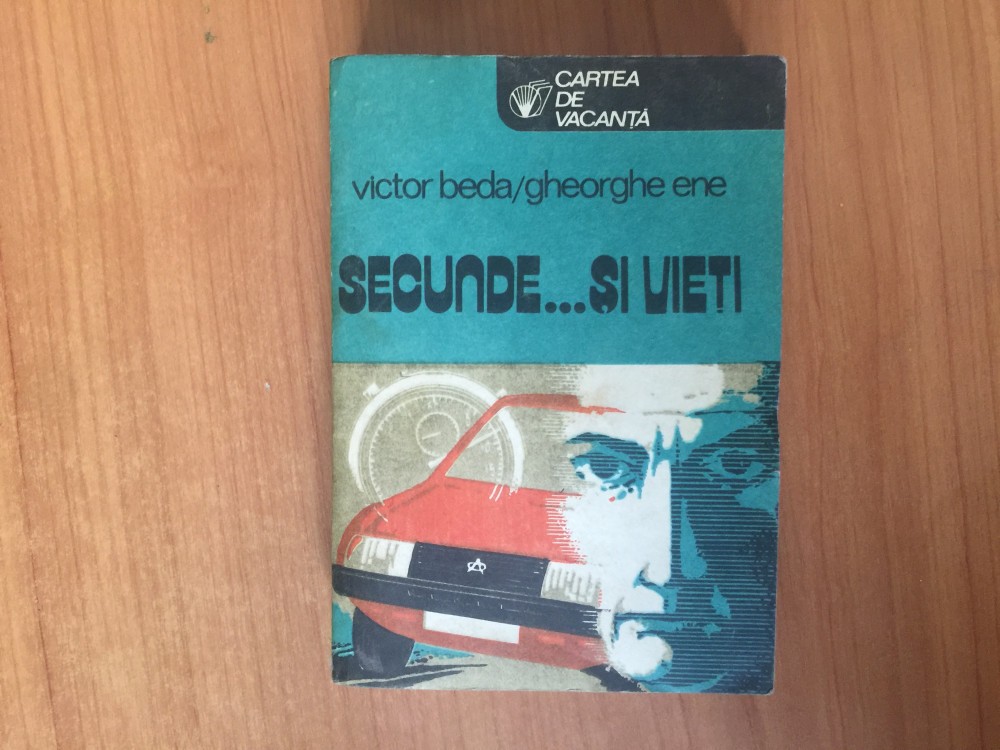 CARTEA
DE
VACANȚĂ
victor beda/gheorghe ene
SECUNDE...ȘI VIEȚI